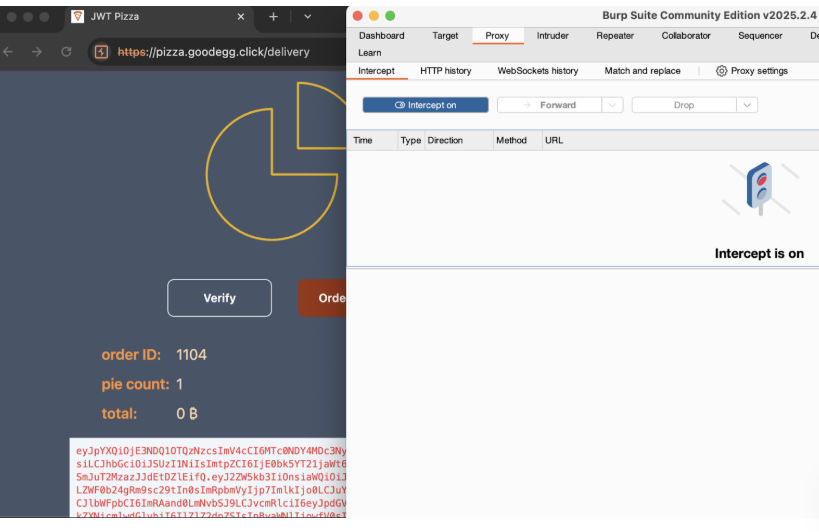 JWT Pizza
https://pizza.goodegg.click/delivery
Verify
Orde
order ID: 1104
pie count: 1
total: 0 ฿
eyJpYXQiOjE3NDQ1OTQzNzcsImV4cCI6MTc0NDY4MDc3Ny
siLCJhbGciOiJSUzI1NiIsImtpZCI6IjE0bk5YT21jaWt6
SmJuT2MzazJJdEtDZlEifQ.eyJ2ZW5kb3IiOnsiaWQiOiJ
LZWF0b24gRm9sc29tIn0sImRpbmVyIjp7ImlkIjo0LCJuY
CJlbWFpbCI6ImRAand0LmNvbSJ9LCJvcmRlciI6eyJpdGV
Burp Suite Community Edition v2025.2.4
Dashboard Target Proxy Intruder Repeater Collaborator Sequencer De
Learn
Intercept HTTP history WebSockets history Match and replace Proxy settings
Intercept on Forward Drop
Time Type Direction Method URL
Intercept is on